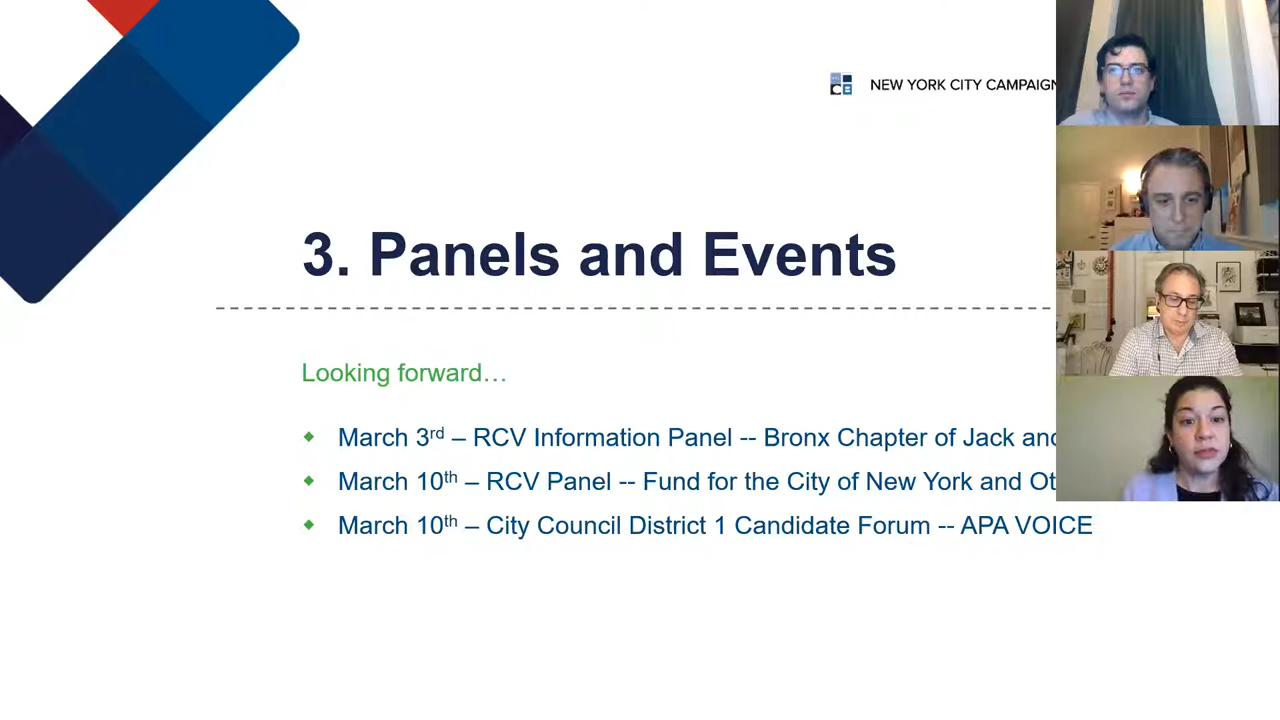 NEW YORK CITY CAMPAIGN
3. Panels and Events
Looking forward…
March 3rd – RCV Information Panel -- Bronx Chapter of Jack and
March 10th – RCV Panel -- Fund for the City of New York and
March 10th – City Council District 1 Candidate Forum -- APA VOICE